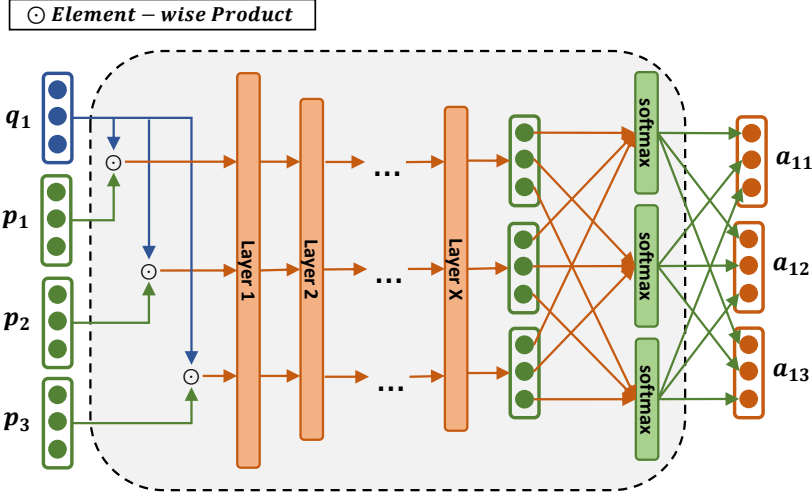 ⊙ Element − wise Product
q₁
p₁
p₂
p₃
Layer 1
Layer 2
...
...
...
Layer X
softmax
softmax
softmax
a₁₁
a₁₂
a₁₃